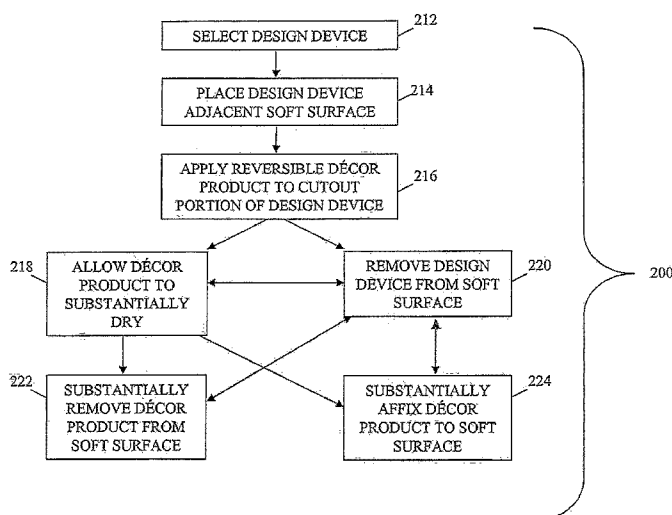 SELECT DESIGN DEVICE
212
PLACE DESIGN DEVICE
ADJACENT SOFT SURFACE
214
APPLY REVERSIBLE DÉCOR
PRODUCT TO CUTOUT
PORTION OF DESIGN DEVICE
216
218
ALLOW DÉCOR
PRODUCT TO
SUBSTANTIALLY
DRY
REMOVE DESIGN
DEVICE FROM SOFT
SURFACE
220
200
222
SUBSTANTIALLY
REMOVE DÉCOR
PRODUCT FROM
SOFT SURFACE
SUBSTANTIALLY
AFFIX DÉCOR
PRODUCT TO SOFT
SURFACE
224